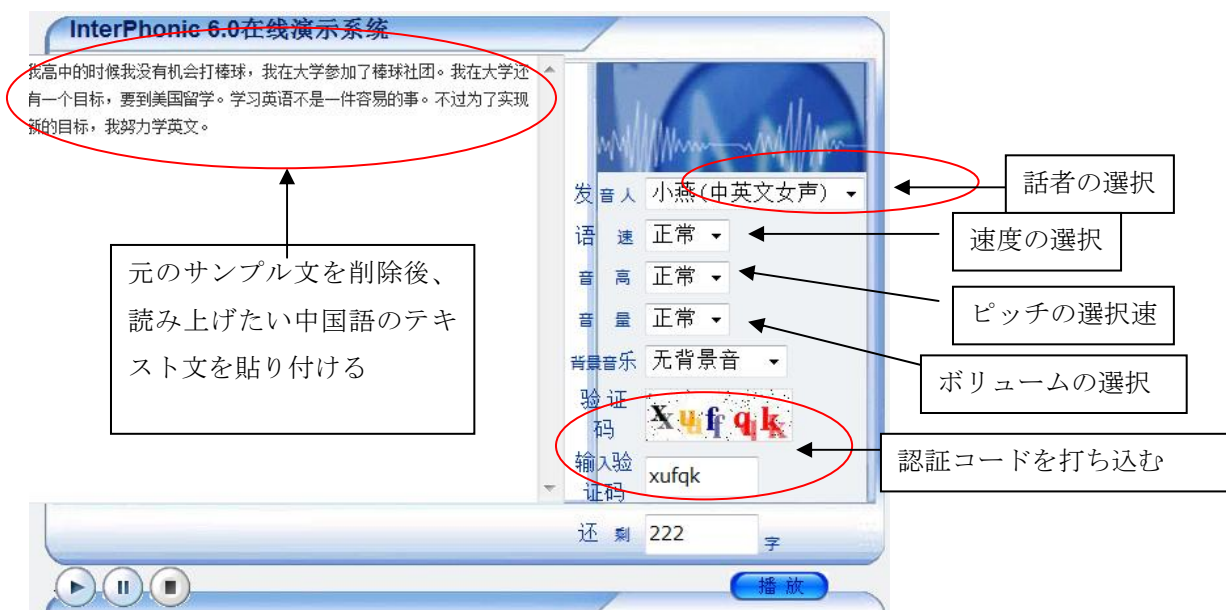 InterPhonic 6.0在线演示系统
我高中的时候我没有机会打棒球，我在大学参加了棒球社团。我在大学还
有一个目标，要到美国留学。学习英语不是一件容易的事。不过为了实现
新的目标，我努力学英文。
元のサンプル文を削除後、
読み上げたい中国語のテキ
スト文を貼り付ける
发音人 小燕(中英文女声)
话者の選択
语速 正常
速度の選択
音高 正常
ピッチの選択速
音量 正常
ボリュームの選択
背景音乐 无背景音
验证
码
xuffqk
認証コードを打ち込む
输入验
证码
xufqk
还剩 222 字
播放